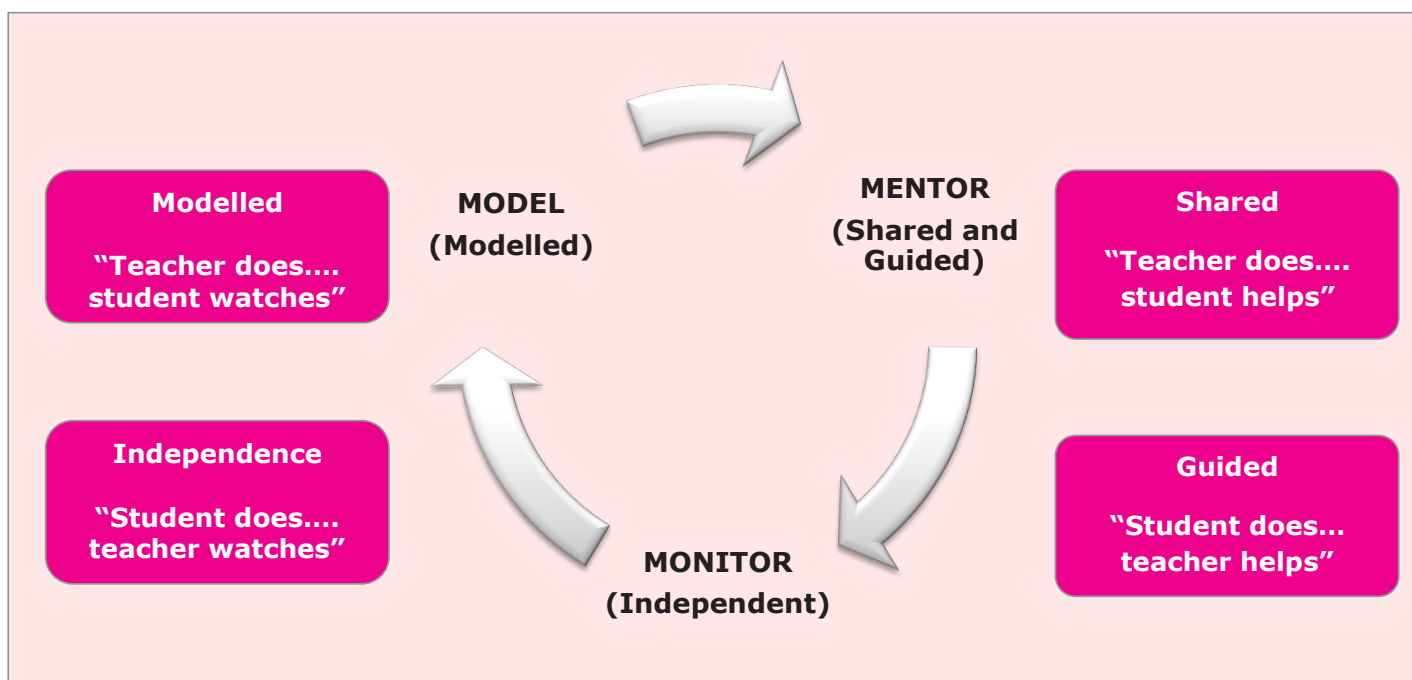 Modelled
“Teacher does....
student watches”
MODEL
(Modelled)
MENTOR
(Shared and
Guided)
Shared
“Teacher does....
student helps”
Independence
“Student does....
teacher watches”
MONITOR
(Independent)
Guided
“Student does...
teacher helps”